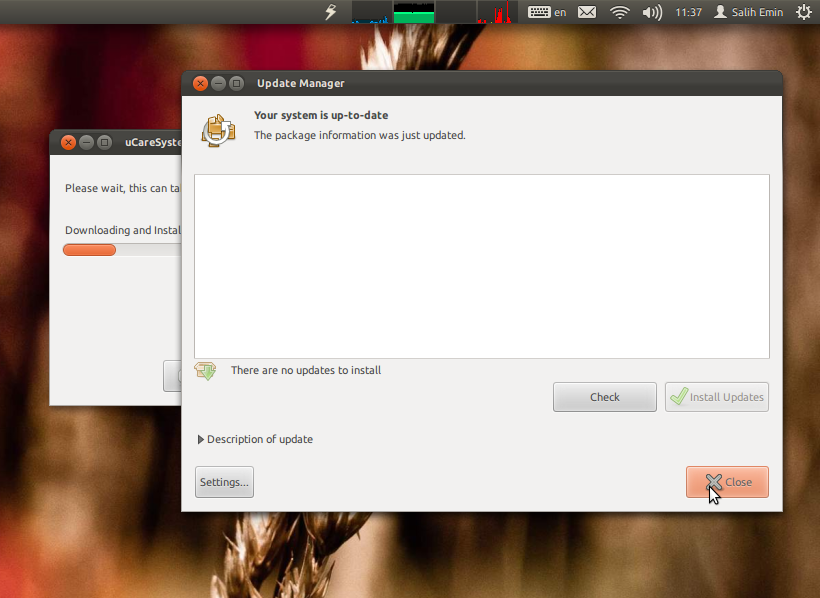 en
11:37
Salih Emin
Update Manager
Your system is up-to-date
The package information was just updated.
uCareSyste
Please wait, this can ta
Downloading and Instal
There are no updates to install
Check
Install Updates
Description of update
Settings...
Close